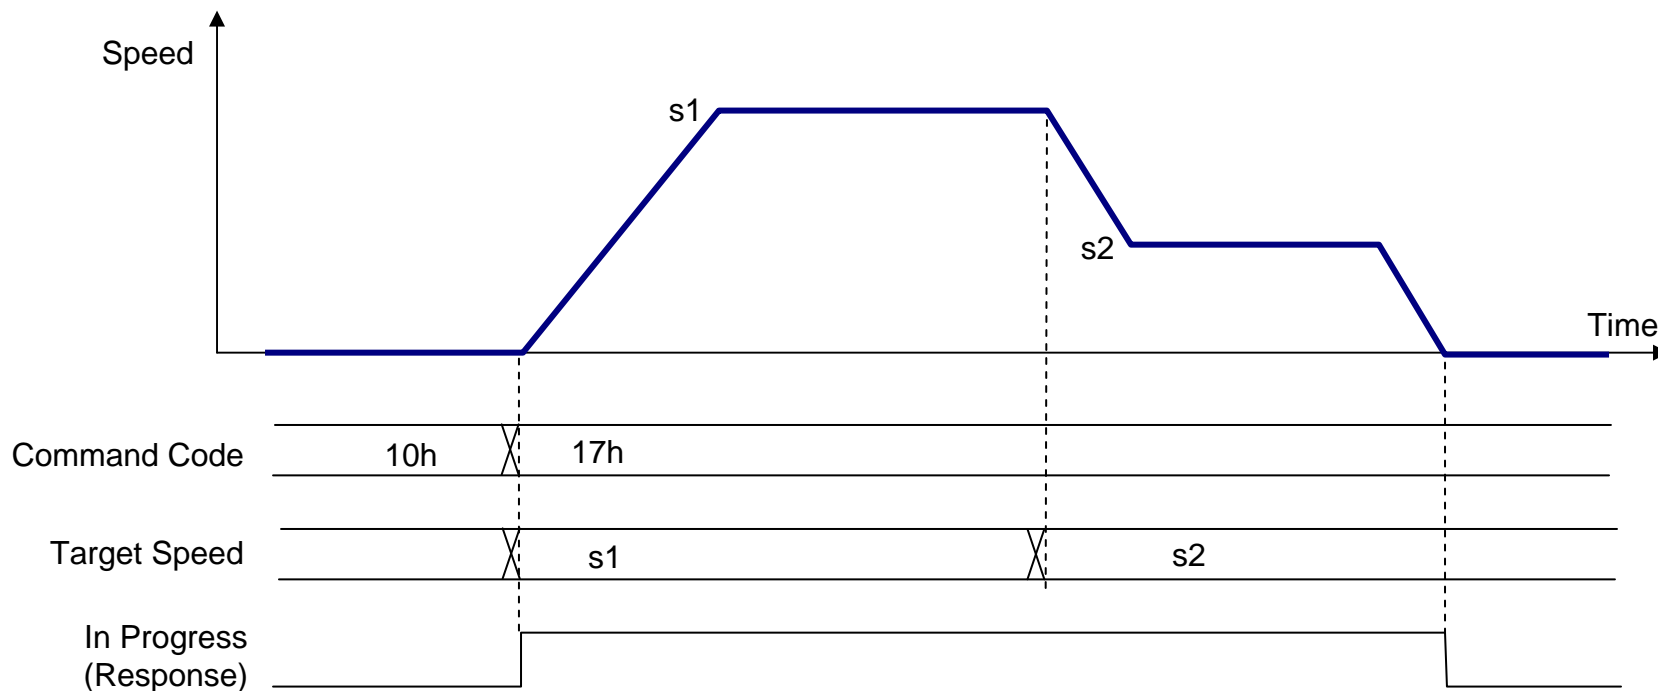 Speed
s1
s2
Time
Command Code
10h
17h
Target Speed
s1
s2
In Progress
(Response)